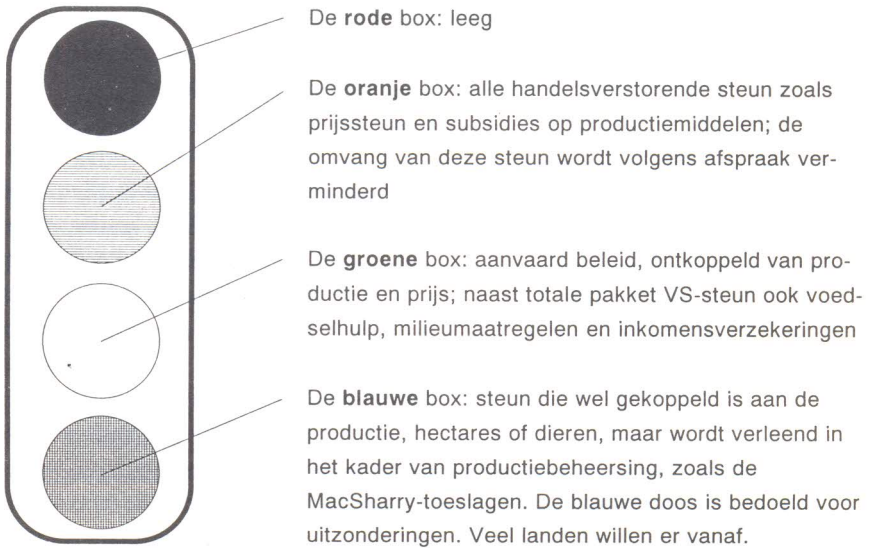 De rode box: leeg
De oranje box: alle handelsverstorende steun zoals
prijssteun en subsidies op productiemiddelen; de
omvang van deze steun wordt volgens afspraak ver-
minderd
De groene box: aanvaard beleid, ontkoppeld van pro-
ductie en prijs; naast totale pakket VS-steun ook voed-
selhulp, milieumaatregelen en inkomensverzekeringen
De blauwe box: steun die wel gekoppeld is aan de
productie, hectares of dieren, maar wordt verleend in
het kader van productiebeheersing, zoals de
MacSharry-toeslagen. De blauwe doos is bedoeld voor
uitzonderingen. Veel landen willen er vanaf.